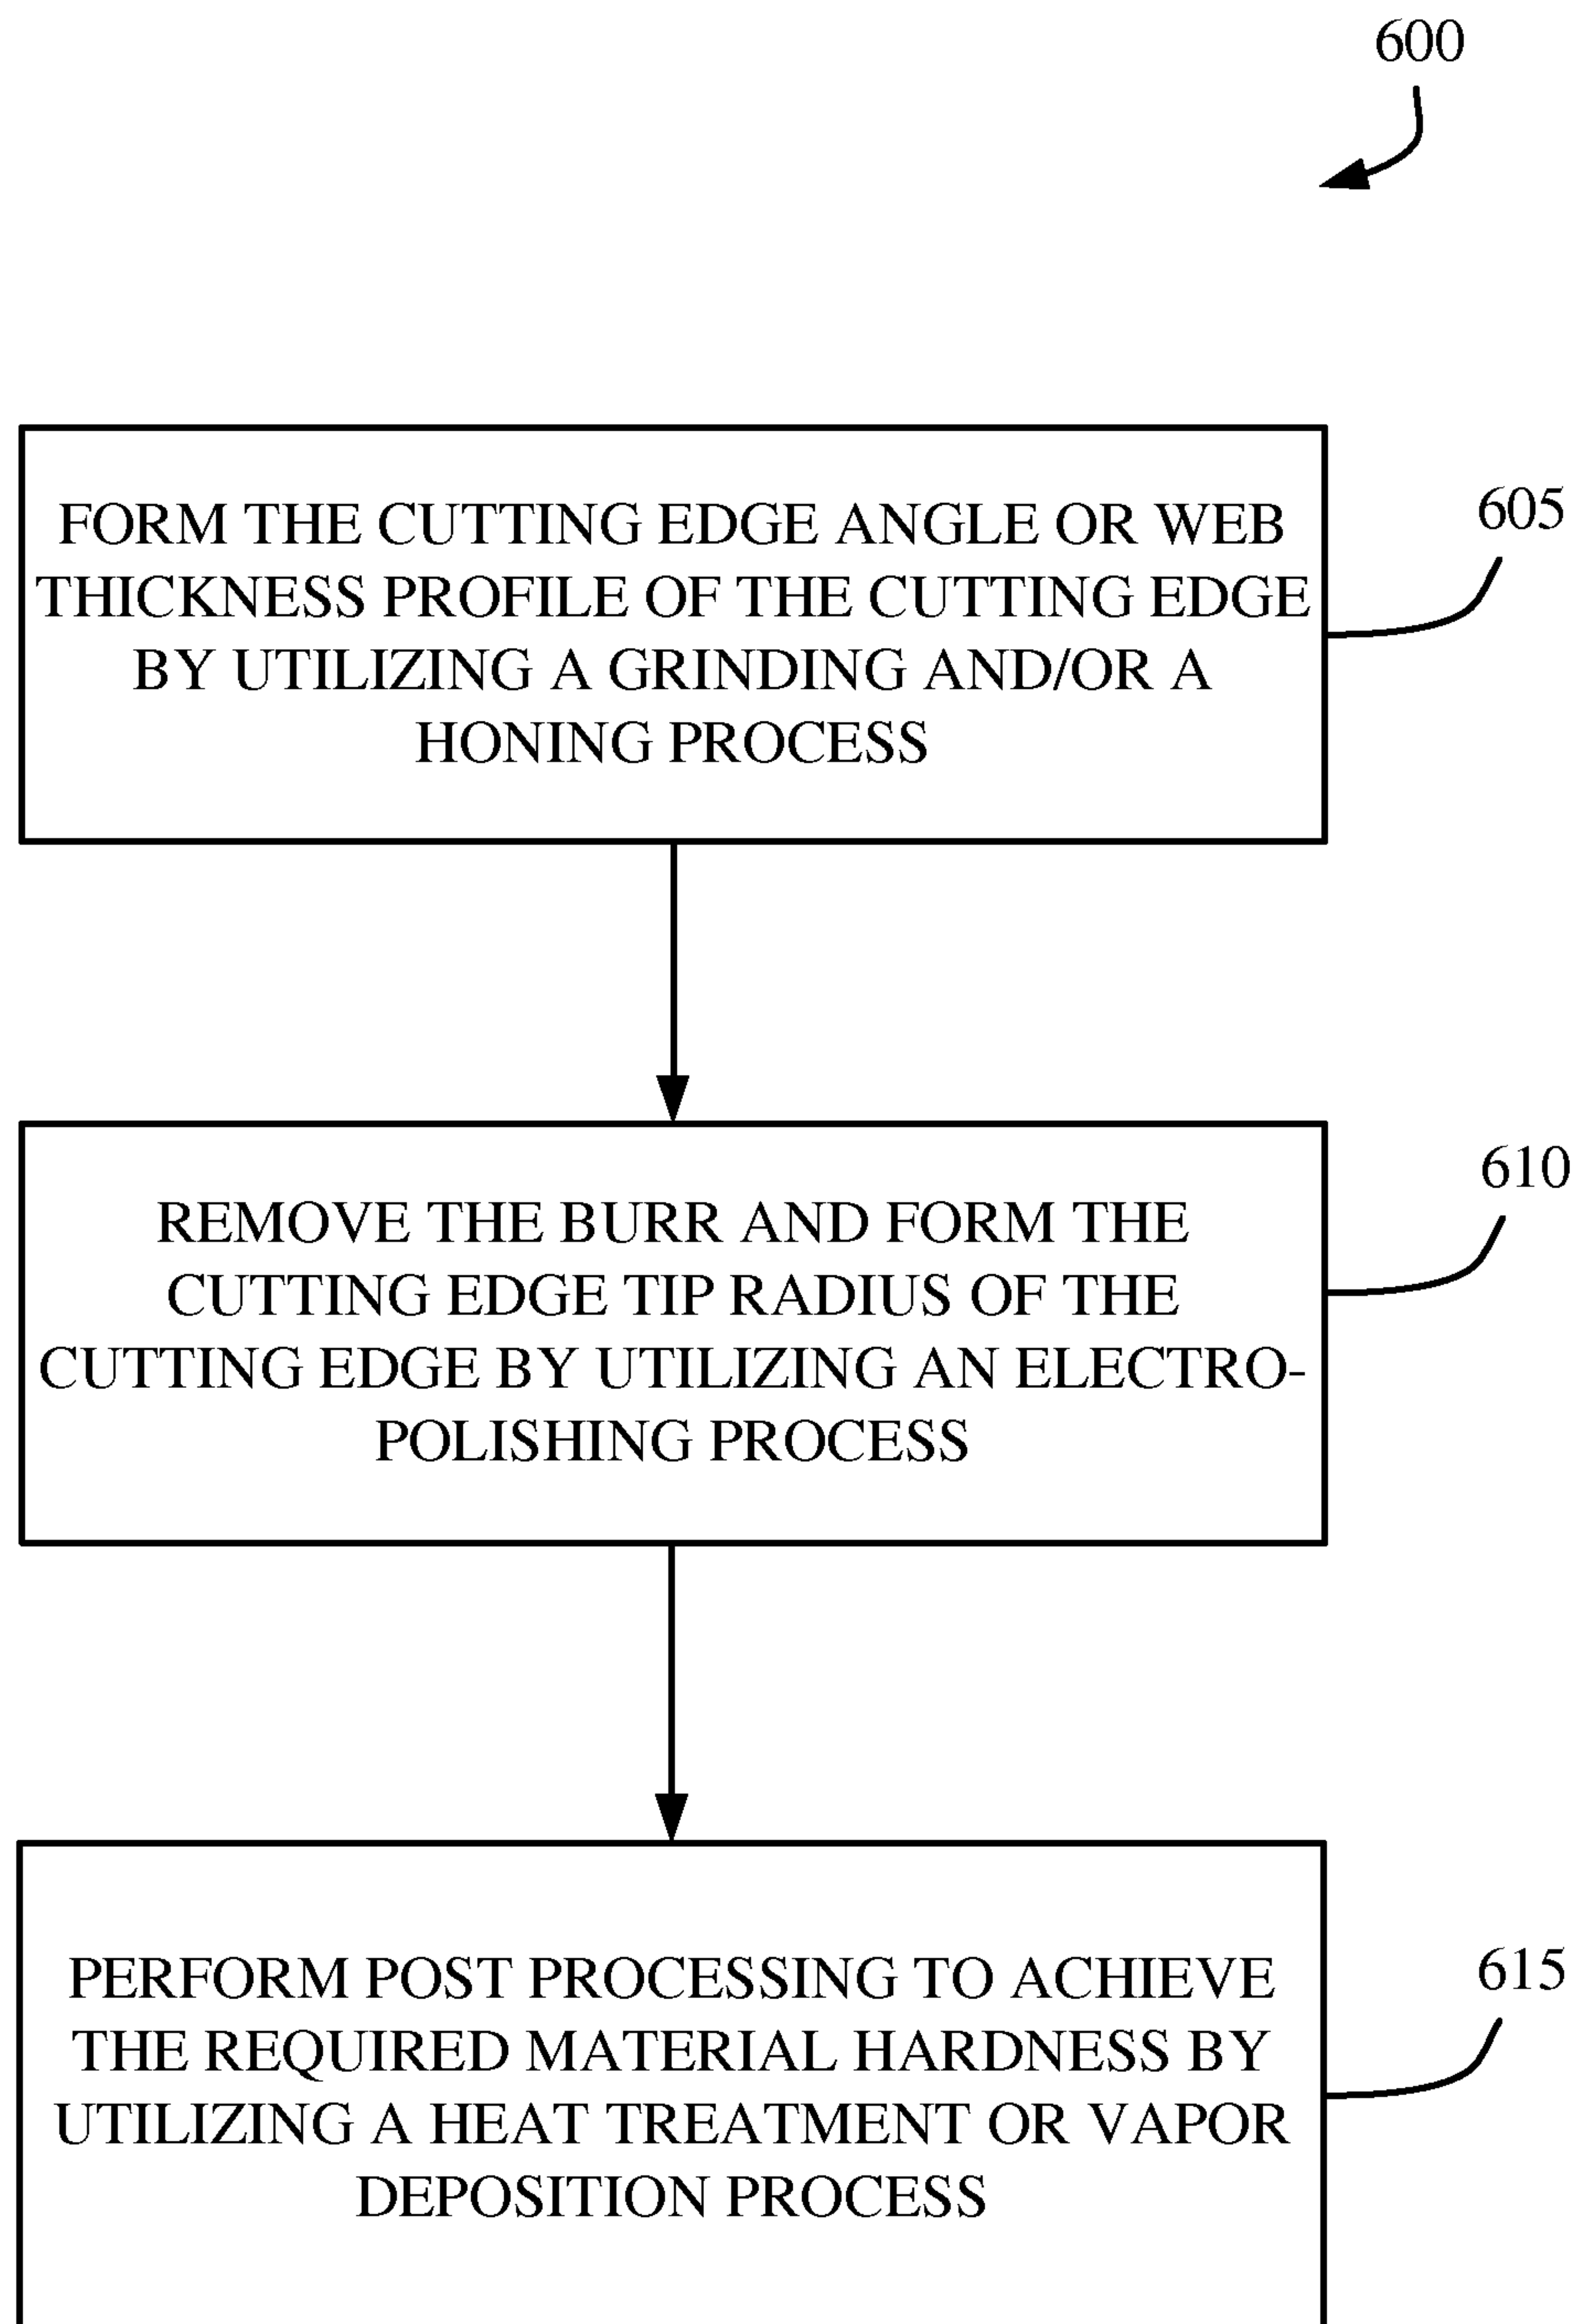 600
FORM THE CUTTING EDGE ANGLE OR WEB
THICKNESS PROFILE OF THE CUTTING EDGE
BY UTILIZING A GRINDING AND/OR A
HONING PROCESS
605
REMOVE THE BURR AND FORM THE
CUTTING EDGE TIP RADIUS OF THE
CUTTING EDGE BY UTILIZING AN ELECTRO-
POLISHING PROCESS
610
PERFORM POST PROCESSING TO ACHIEVE
THE REQUIRED MATERIAL HARDNESS BY
UTILIZING A HEAT TREATMENT OR VAPOR
DEPOSITION PROCESS
615